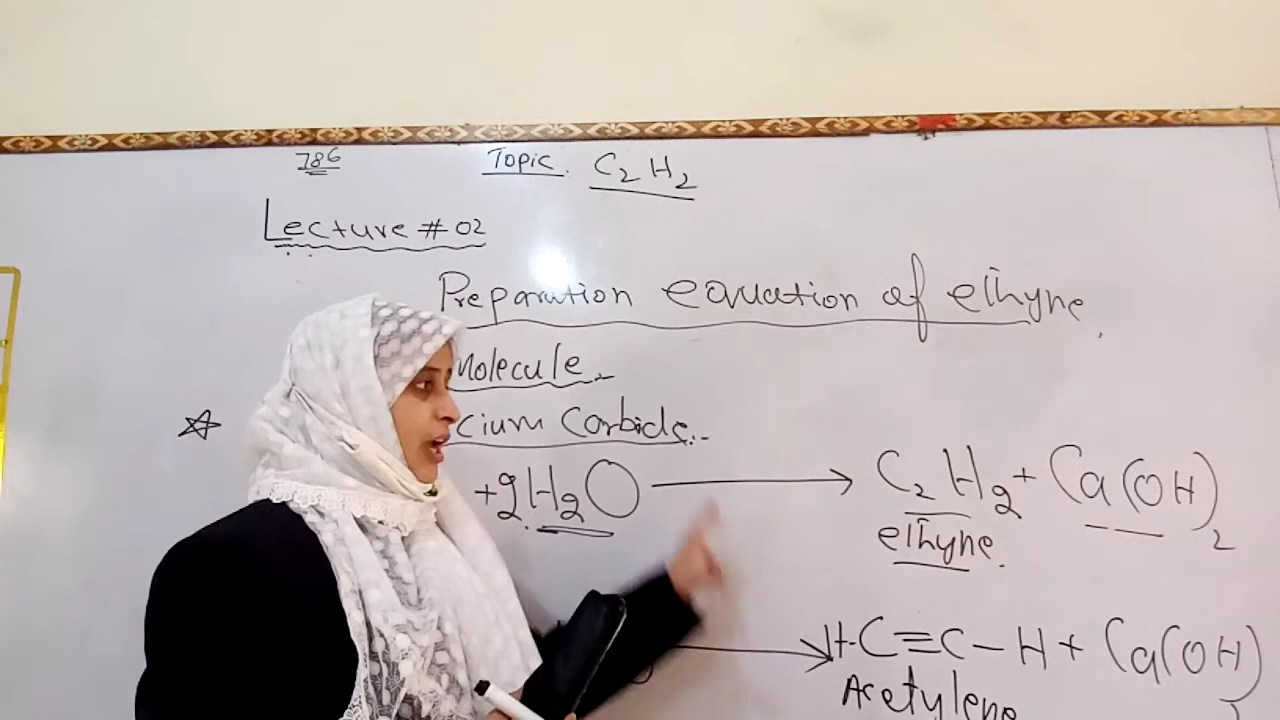 786
Topic. C₂H₂
Lecture # 02
Preparation equation of ethyne.
Molecule.
cium Carbide.
+2H₂O → C₂H₂ + Ca(OH)₂
ethyne.
→ H-C≡C-H + Ca(OH)
Acetylene